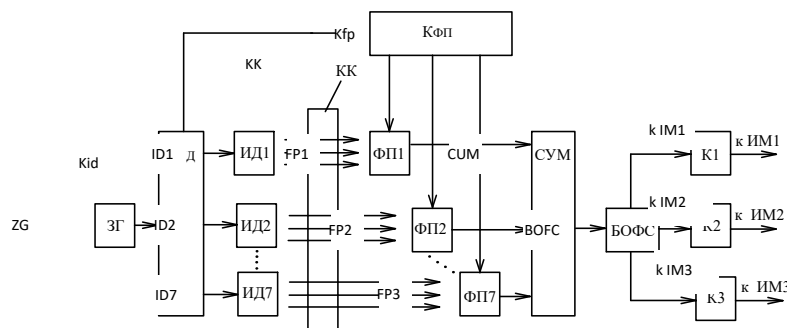 Kfp
КФП
KK
КК
k IM1
ID1
Д
ИД1
FP1
ФП1
CUM
СУМ
К1
к ИМ1
Kid
k IM2
ZG
ЗГ
ID2
ИД2
FP2
ФП2
BOFC
БОФС
К2
к ИМ2
k IM3
ID7
ИД7
FP3
ФП7
К3
к ИМ3